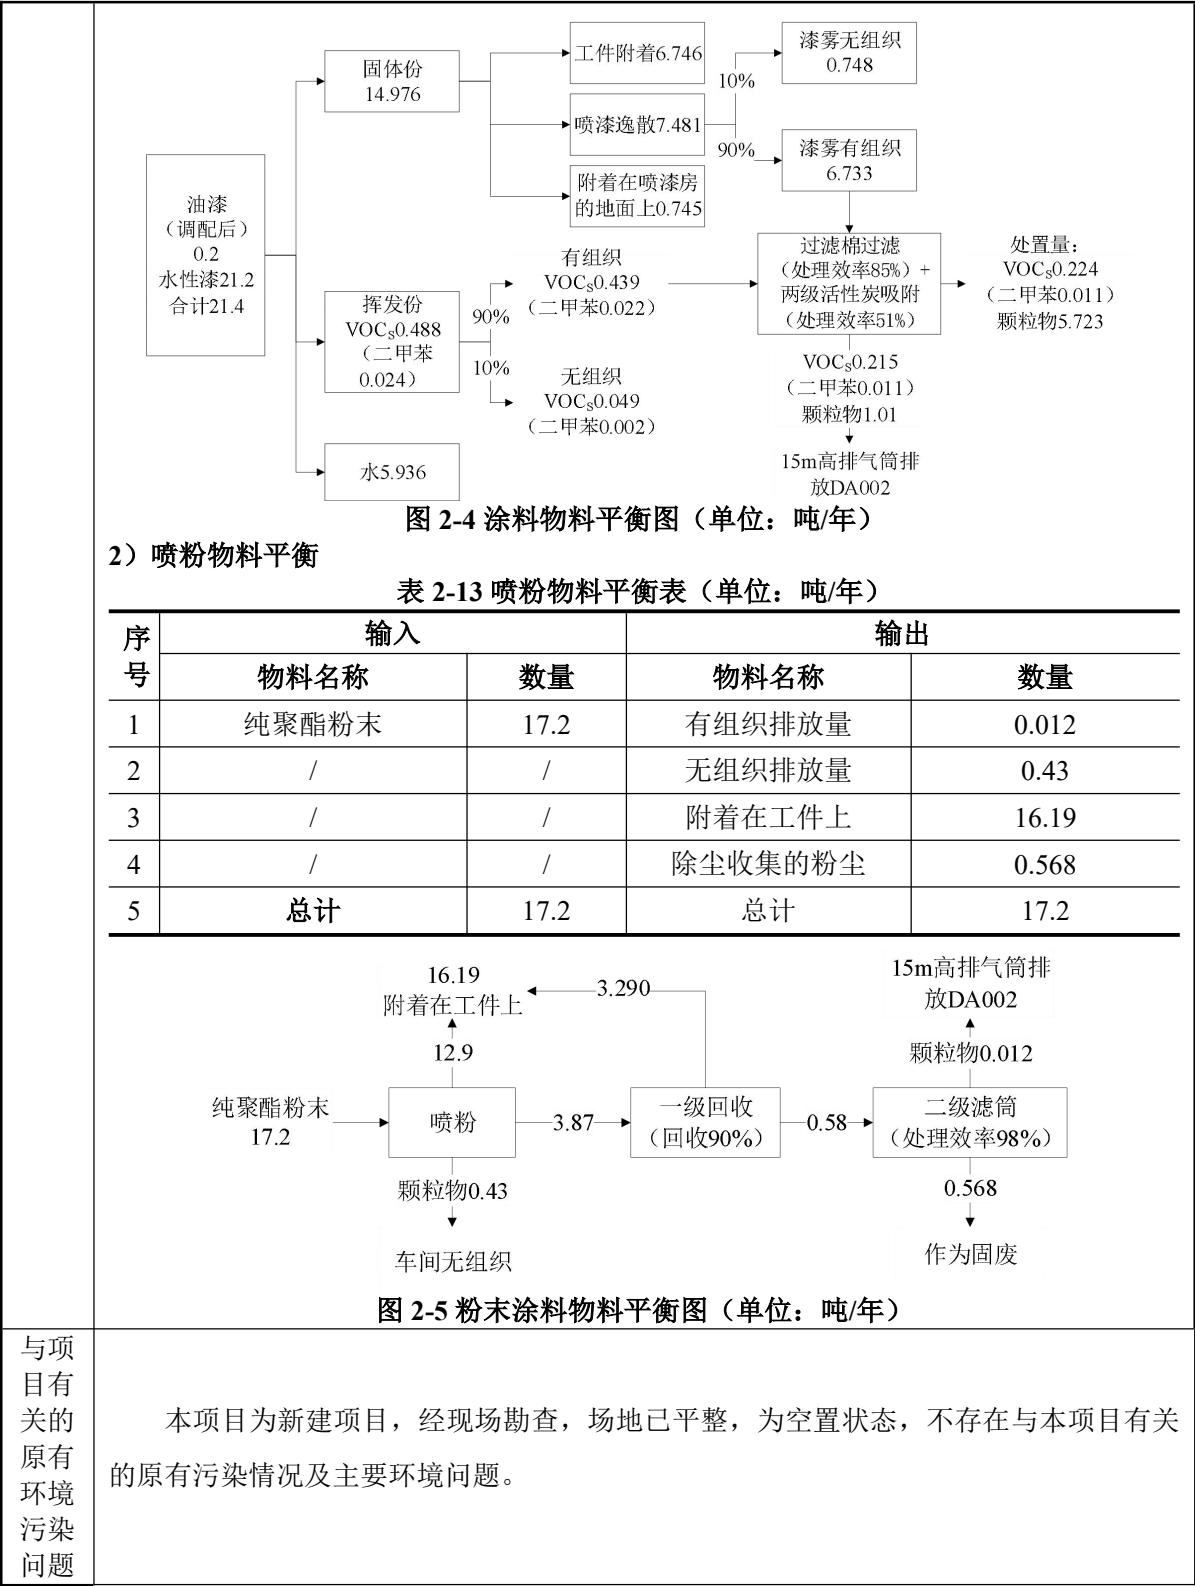 油漆
（调配后）
0.2
水性漆21.2
合计21.4
固体份
14.976
挥发份
VOCS0.488
（二甲苯
0.024）
水5.936
工件附着6.746
喷漆逸散7.481
附着在喷漆房
的地面上0.745
10%
90%
漆雾无组织
0.748
漆雾有组织
6.733
90%
10%
有组织
VOCS0.439
（二甲苯0.022）
无组织
VOCS0.049
（二甲苯0.002）
过滤棉过滤
（处理效率85%）+
两级活性炭吸附
（处理效率51%）
处置量：
VOCS0.224
（二甲苯0.011）
颗粒物5.723
VOCS0.215
（二甲苯0.011）
颗粒物1.01
15m高排气筒排
放DA002
图 2-4 涂料物料平衡图（单位：吨/年）
2）喷粉物料平衡
表 2-13 喷粉物料平衡表（单位：吨/年）
序号 输入 输出
物料名称 数量 物料名称 数量
1 纯聚酯粉末 17.2 有组织排放量 0.012
2 / / 无组织排放量 0.43
3 / / 附着在工件上 16.19
4 / / 除尘收集的粉尘 0.568
5 总计 17.2 总计 17.2
16.19
附着在工件上
3.290
12.9
纯聚酯粉末
17.2
喷粉
3.87
一级回收
（回收90%）
0.58
二级滤筒
（处理效率98%）
15m高排气筒排
放DA002
颗粒物0.012
颗粒物0.43
车间无组织
0.568
作为固废
图 2-5 粉末涂料物料平衡图（单位：吨/年）
与项
目有
关的
原有
环境
污染
问题
本项目为新建项目，经现场勘查，场地已平整，为空置状态，不存在与本项目有关
的原有污染情况及主要环境问题。